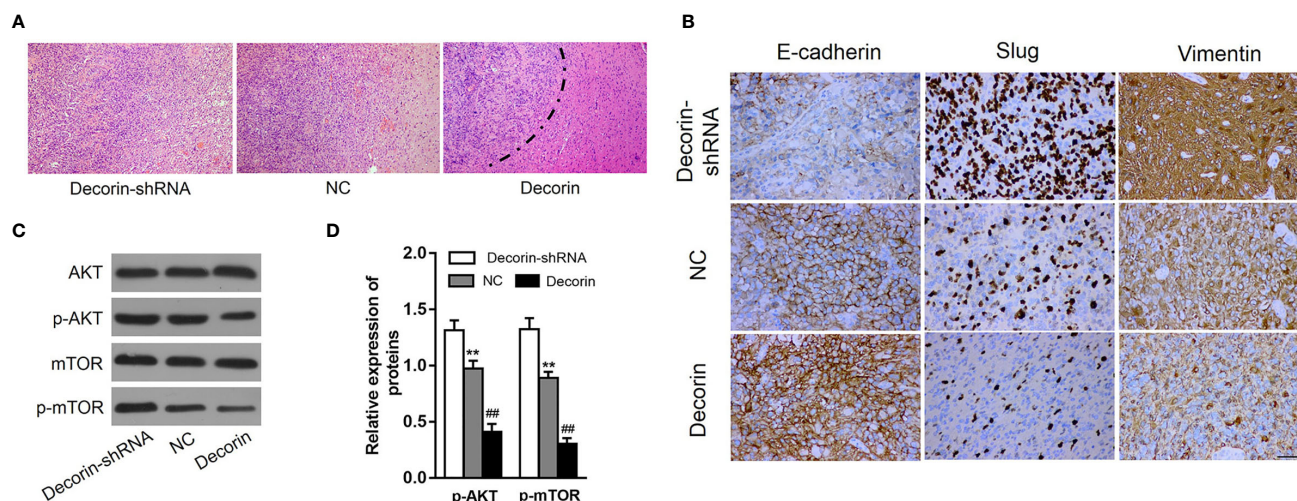 A
Decorin-shRNA
NC
Decorin
B
E-cadherin
Slug
Vimentin
Decorin-
shRNA
NC
Decorin
C
AKT
p-AKT
mTOR
p-mTOR
Decorin-shRNA
NC
Decorin
D
Relative expression of
proteins
2.0
1.5
1.0
0.5
0.0
Decorin-shRNA
NC
Decorin
**
##
**
##
p-AKT
p-mTOR